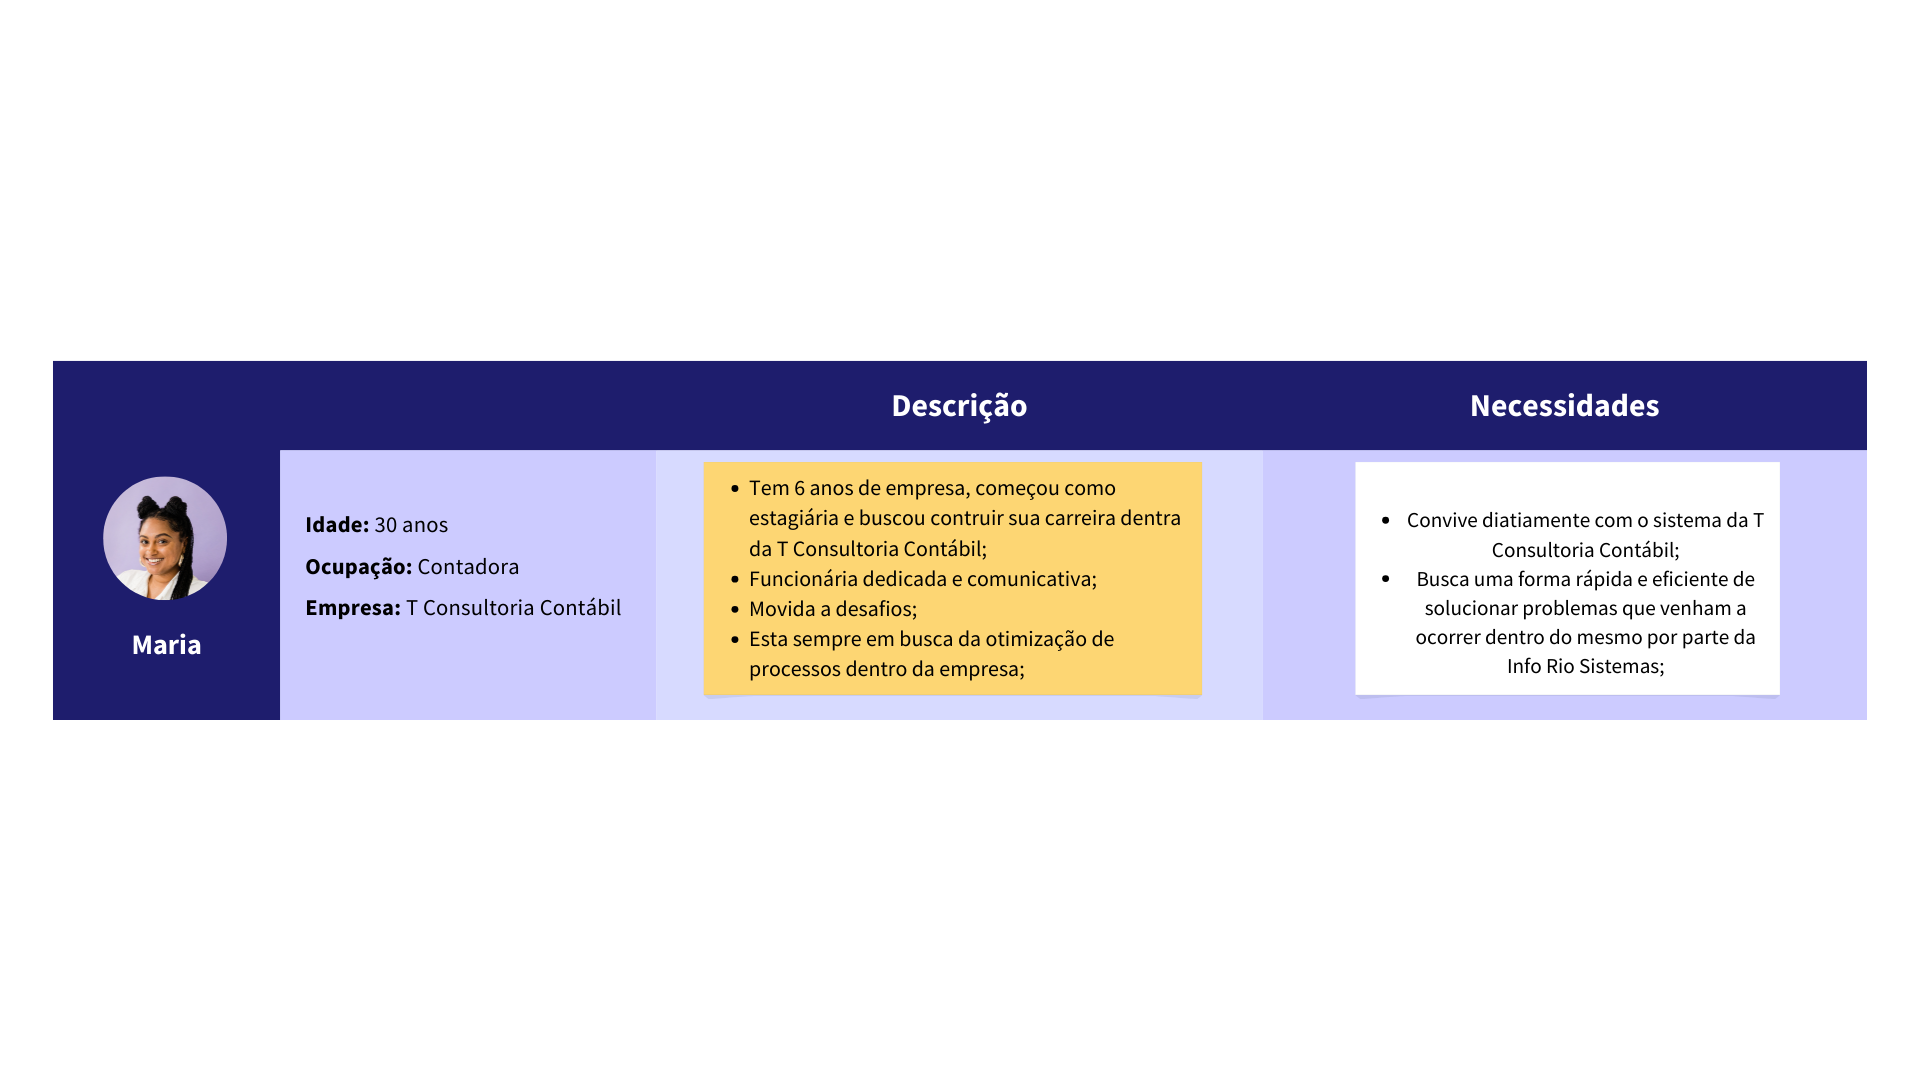 Descrição
Necessidades
Maria
Idade: 30 anos
Ocupação: Contadora
Empresa: T Consultoria Contábil
• Tem 6 anos de empresa, começou como
estagiária e buscou contruir sua carreira dentra
da T Consultoria Contábil;
• Funcionária dedicada e comunicativa;
• Movida a desafios;
• Esta sempre em busca da otimização de
processos dentro da empresa;
• Convive diatiamente com o sistema da T
Consultoria Contábil;
• Busca uma forma rápida e eficiente de
solucionar problemas que venham a
ocorrer dentro do mesmo por parte da
Info Rio Sistemas;